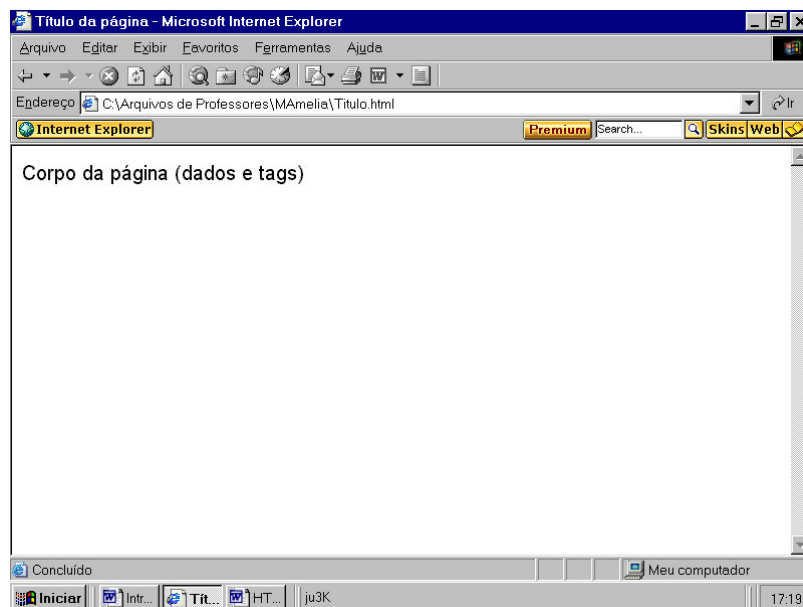 Título da página - Microsoft Internet Explorer
Arquivo Editar Exibir Favoritos Ferramentas Ajuda
Endereço C:\Arquivos de Professores\MAmelia\Titulo.html Ir
Internet Explorer Premium Search... Skins Web
Corpo da página (dados e tags)
Concluído Meu computador
Iniciar Intr... Tít... HT... ju3K 17:19